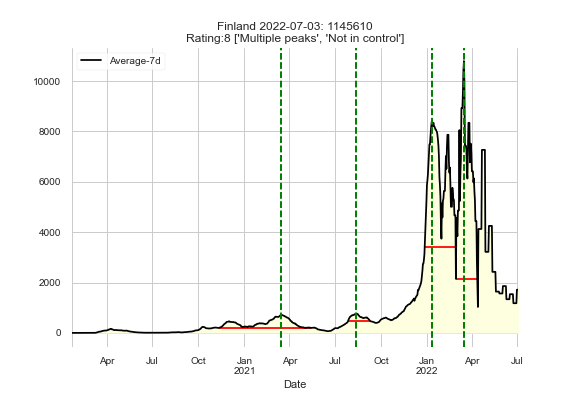 Finland 2022-07-03: 1145610
Rating:8 ['Multiple peaks', 'Not in control']
Average-7d
10000
8000
6000
4000
2000
0
Apr Jul Oct Jan Apr Jul Oct Jan Apr Jul
2021 2022
Date